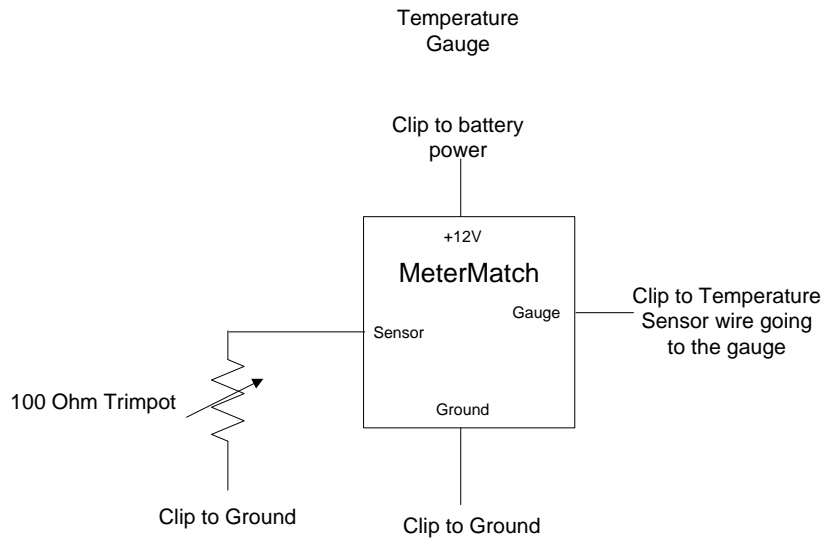 Temperature
Gauge
Clip to battery
power
+12V
MeterMatch
Gauge
Clip to Temperature
Sensor wire going
to the gauge
Sensor
100 Ohm Trimpot
Ground
Clip to Ground
Clip to Ground